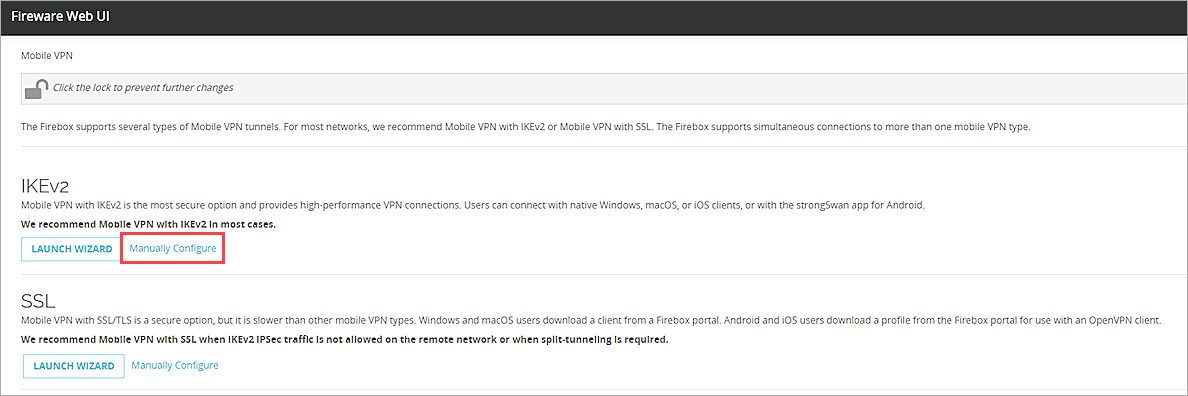 Fireware Web UI
Mobile VPN
Click the lock to prevent further changes
The Firebox supports several types of Mobile VPN tunnels. For most networks, we recommend Mobile VPN with IKEv2 or Mobile VPN with SSL. The Firebox supports simultaneous connections to more than one mobile VPN type.
IKEv2
Mobile VPN with IKEv2 is the most secure option and provides high-performance VPN connections. Users can connect with native Windows, macOS, or iOS clients, or with the strongSwan app for Android.
We recommend Mobile VPN with IKEv2 in most cases.
LAUNCH WIZARD Manually Configure
SSL
Mobile VPN with SSL/TLS is a secure option, but it is slower than other mobile VPN types. Windows and macOS users download a client from a Firebox portal. Android and iOS users download a profile from the Firebox portal for use with an OpenVPN client.
We recommend Mobile VPN with SSL when IKEv2 IPSec traffic is not allowed on the remote network or when split-tunneling is required.
LAUNCH WIZARD Manually Configure